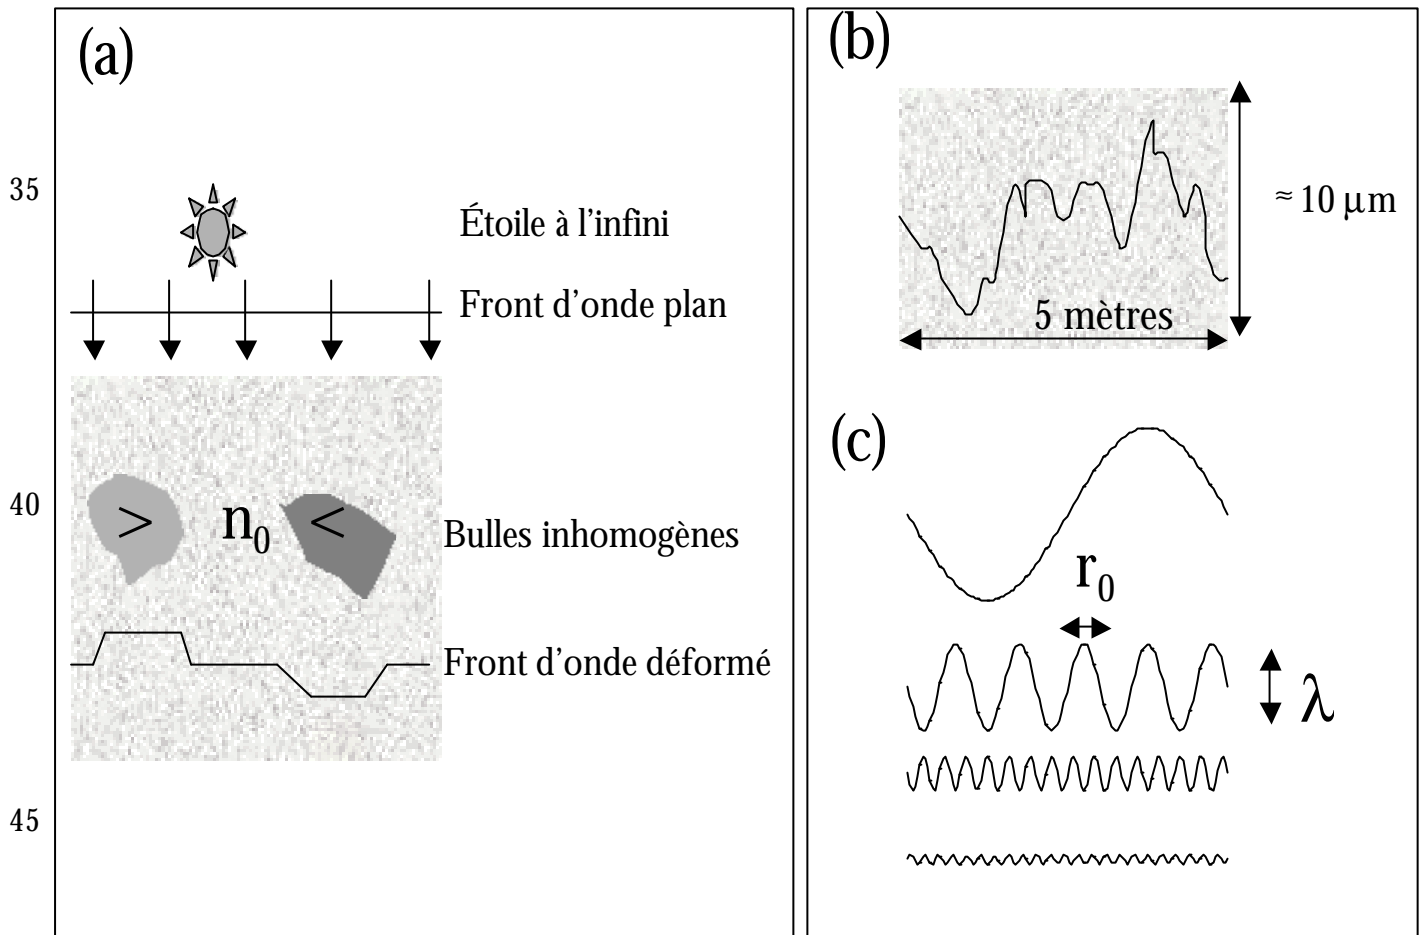 35
40
45
(a)
Étoile à l’infini
Front d’onde plan
> n₀ <
Bulles inhomogènes
Front d’onde déformé
(b)
≈ 10 μm
5 mètres
(c)
r₀
λ